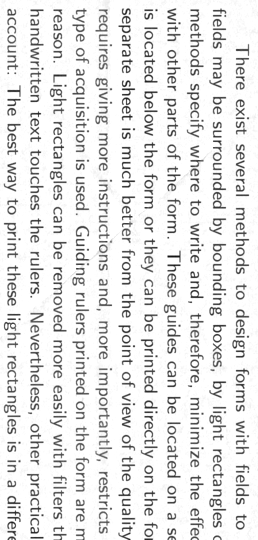 There exist several methods to design forms with fields to
fields may be surrounded by bounding boxes, by light rectangles
methods specify where to write and, therefore, minimize the effec
with other parts of the form. These guides can be located on a se
is located below the form or they can be printed directly on the fo
separate sheet is much better from the point of view of the quality
requires giving more instructions and, more importantly, restricts
type of acquisition is used. Guiding rulers printed on the form are m
reason. Light rectangles can be removed more easily with filters th
handwritten text touches the rulers. Nevertheless, other practical
account: The best way to print these light rectangles is in a differe